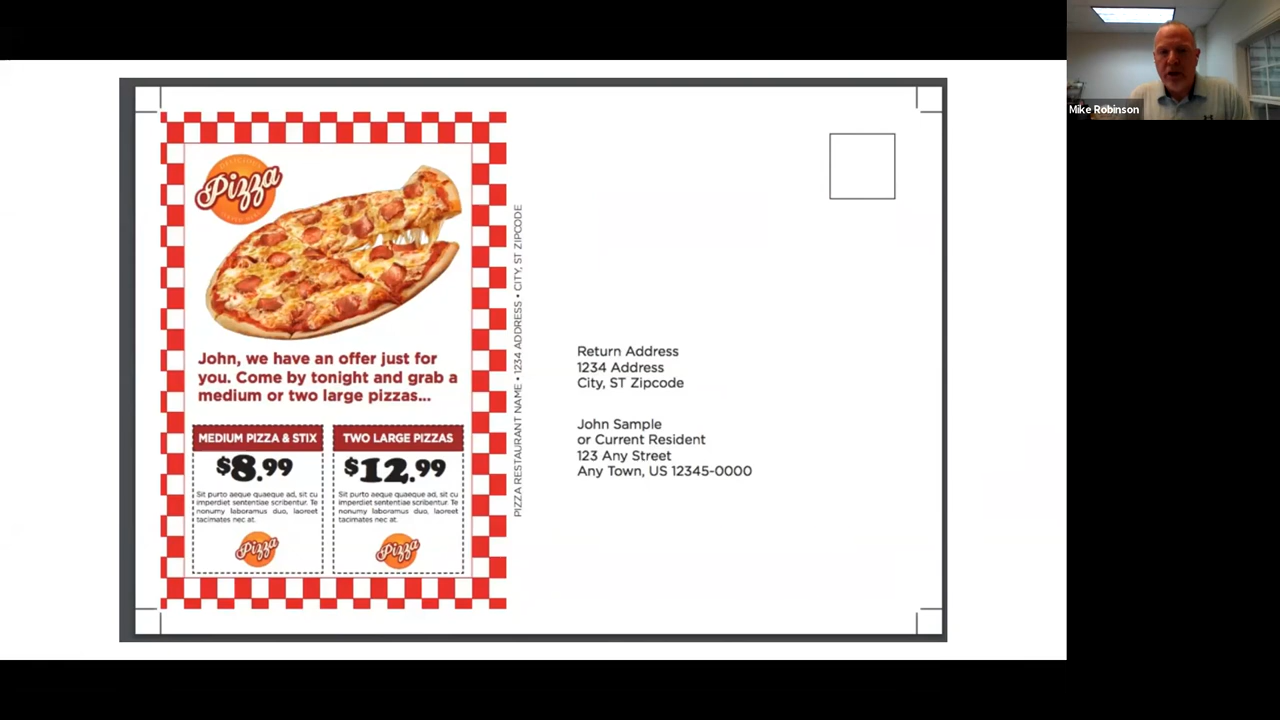 Mike Robinson
Pizza
John, we have an offer just for
you. Come by tonight and grab a
medium or two large pizzas...
MEDIUM PIZZA & STIX
$8.99
Sit purto aeque quaeque ad, sit cu
imperdiet sententiae scribentur. Te
nonumy laboramus duo, laoreet
tacimates nec at.
Pizza
TWO LARGE PIZZAS
$12.99
Sit purto aeque quaeque ad, sit cu
imperdiet sententiae scribentur. Te
nonumy laboramus duo, laoreet
tacimates nec at.
Pizza
PIZZA RESTAURANT NAME • 1234 ADDRESS • CITY, ST ZIPCODE
Return Address
1234 Address
City, ST Zipcode
John Sample
or Current Resident
123 Any Street
Any Town, US 12345-0000